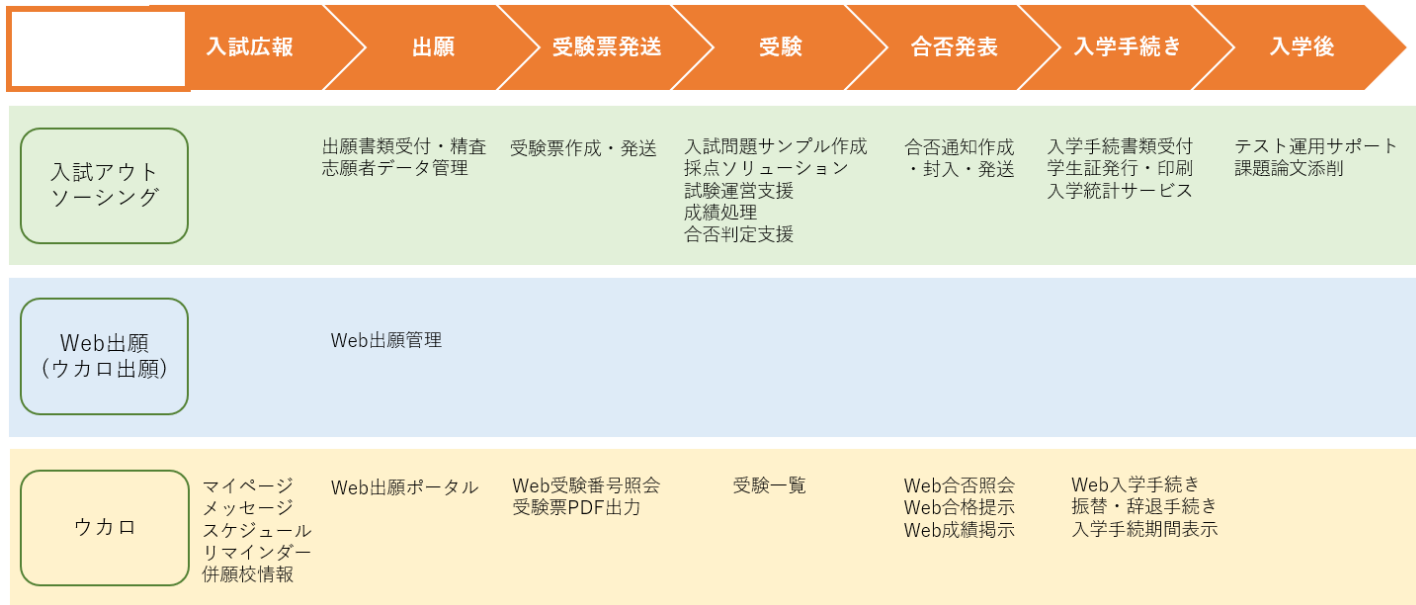 入試広報
出願
受験票発送
受験
合否発表
入学手続き
入学後
入試アウト
ソーシング
出願書類受付・精査
志願者データ管理
受験票作成・発送
入試問題サンプル作成
採点ソリューション
試験運営支援
成績処理
合否判定支援
合否通知作成
・封入・発送
入学手続書類受付
学生証発行・印刷
入学統計サービス
テスト運用サポート
課題論文添削
Web出願
(ウカロ出願)
Web出願管理
ウカロ
マイページ
メッセージ
スケジュール
リマインダー
併願校情報
Web出願ポータル
Web受験番号照会
受験票PDF出力
受験一覧
Web合否照会
Web合格提示
Web成績掲示
Web入学手続き
振替・辞退手続き
入学手続期間表示